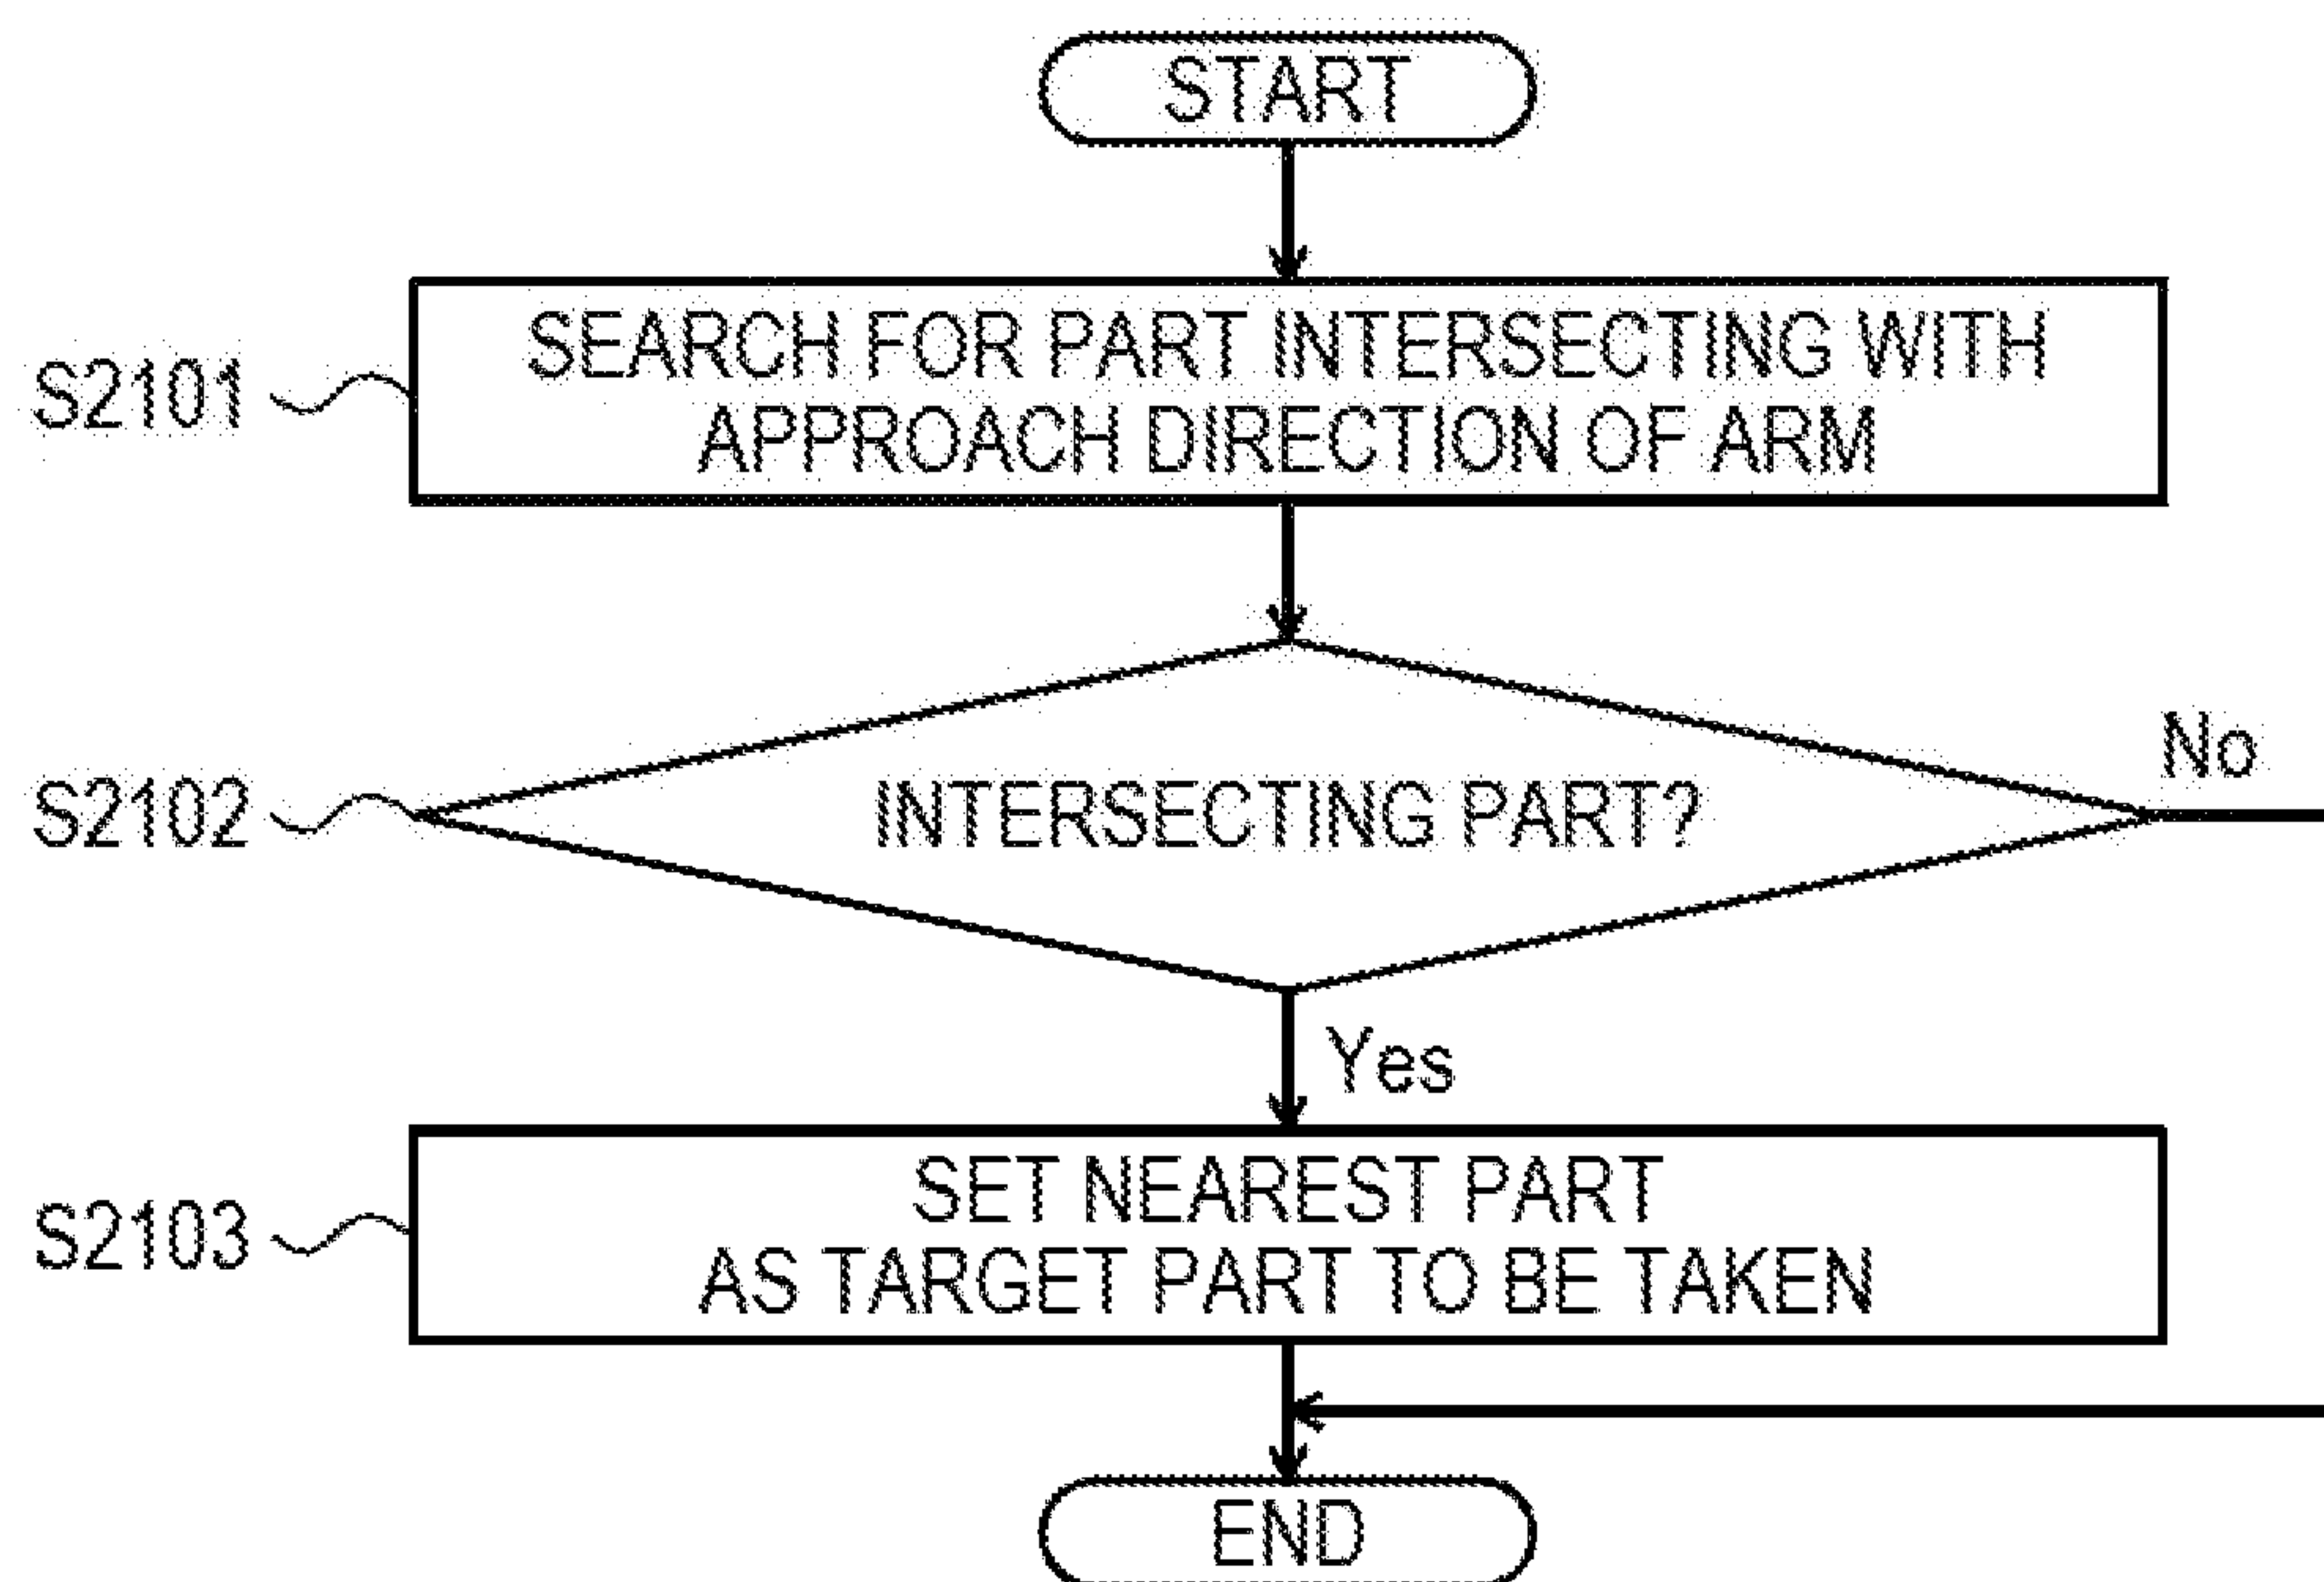 START
S2101
SEARCH FOR PART INTERSECTING WITH
APPROACH DIRECTION OF ARM
S2102
INTERSECTING PART?
No
Yes
S2103
SET NEAREST PART
AS TARGET PART TO BE TAKEN
END